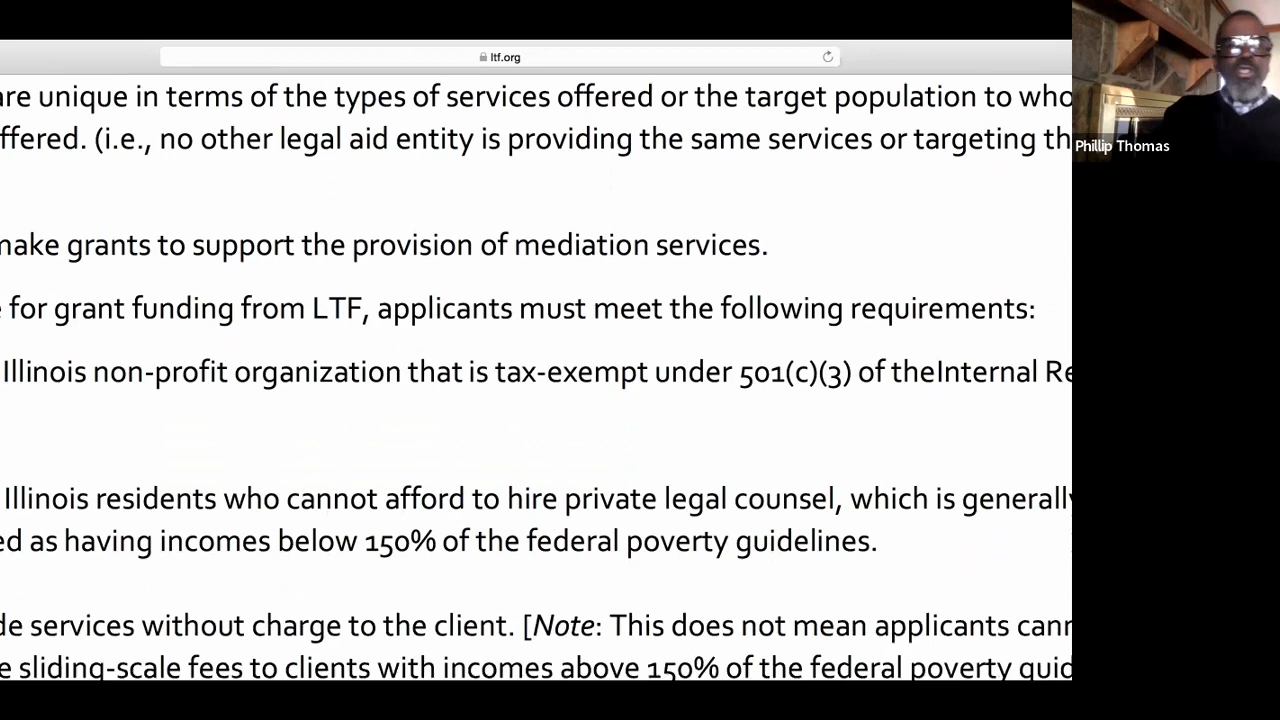 ltf.org
are unique in terms of the types of services offered or the target population to who
ffered. (i.e., no other legal aid entity is providing the same services or targeting th
make grants to support the provision of mediation services.
for grant funding from LTF, applicants must meet the following requirements:
Illinois non-profit organization that is tax-exempt under 501(c)(3) of theInternal Re
Illinois residents who cannot afford to hire private legal counsel, which is generally
ed as having incomes below 150% of the federal poverty guidelines.
de services without charge to the client. [Note: This does not mean applicants cann
e sliding-scale fees to clients with incomes above 150% of the federal poverty guid
Phillip Thomas